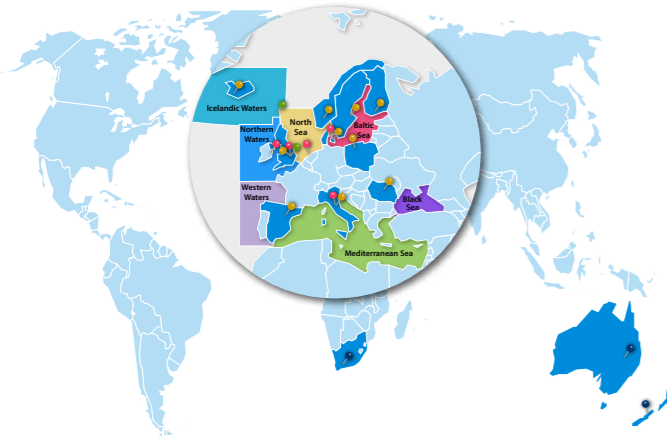 Icelandic Waters
North
Sea
Northern
Waters
Baltic
Sea
Western
Waters
Black
Sea
Mediterranean Sea